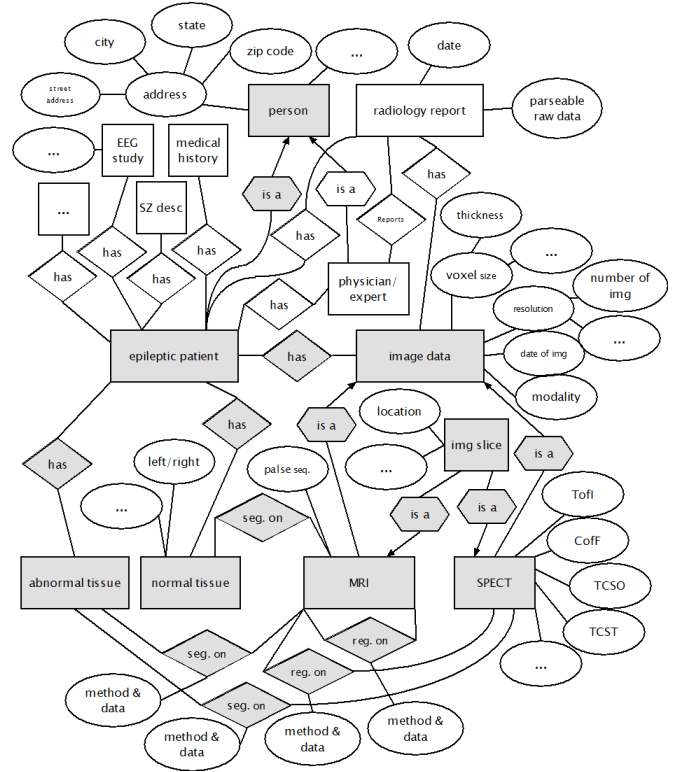 state
city
zip code
...
date
street
address
address
person
radiology report
parseable
raw data
...
EEG
study
medical
history
is a
is a
has
...
SZ desc
Reports
thickness
has
has
has
has
has
has
physician/
expert
voxel size
...
number of
img
resolution
epileptic patient
has
image data
date of img
...
modality
has
has
left/right
is a
location
img slice
is a
...
palse seq.
...
seg. on
is a
is a
TofI
CofF
abnormal tissue
normal tissue
MRI
SPECT
TCSO
TCST
seg. on
reg. on
reg. on
...
method &
data
seg. on
method &
data
method &
data
method &
data